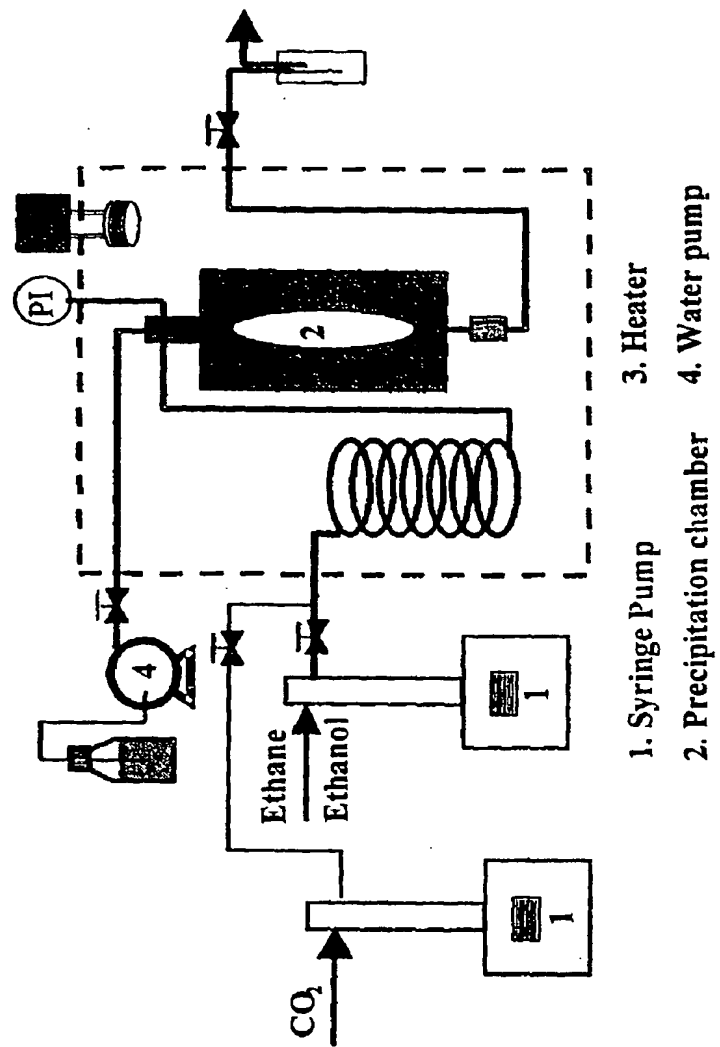 CO₂
Ethane
Ethanol
1
1
4
PI
2
1. Syringe Pump
2. Precipitation chamber
3. Heater
4. Water pump